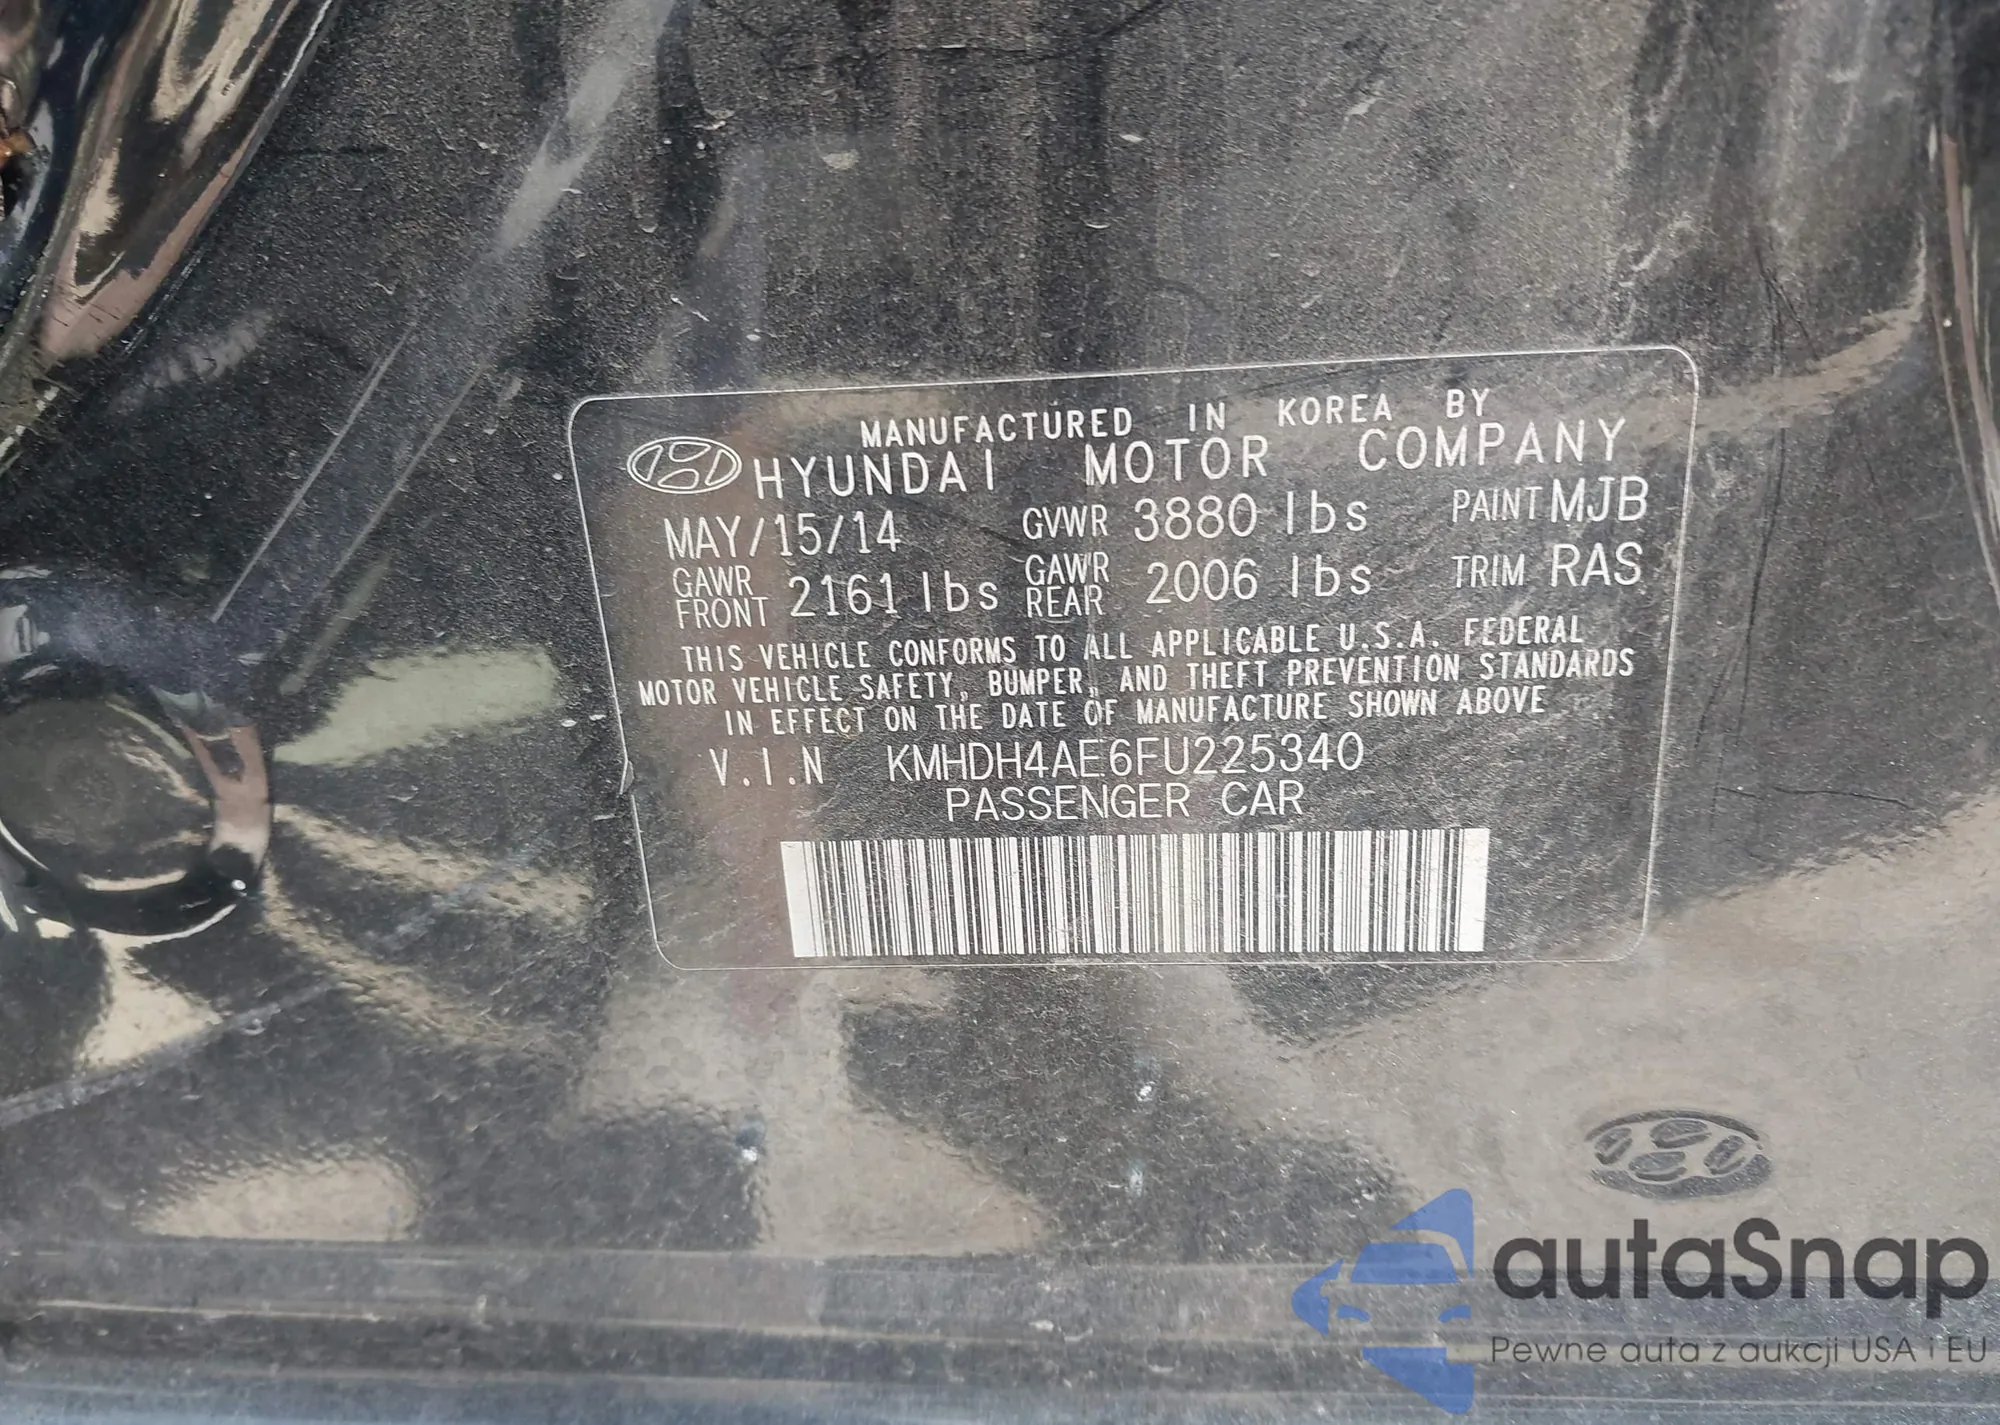 MANUFACTURED IN KOREA BY
HYUNDAI MOTOR COMPANY
MAY/15/14 GVWR 3880 lbs PAINT MJB
GAWR FRONT 2161 lbs GAWR REAR 2006 lbs TRIM RAS
THIS VEHICLE CONFORMS TO ALL APPLICABLE U.S.A. FEDERAL
MOTOR VEHICLE SAFETY, BUMPER, AND THEFT PREVENTION STANDARDS
IN EFFECT ON THE DATE OF MANUFACTURE SHOWN ABOVE
V.I.N KMHDH4AE6FU225340
PASSENGER CAR
autaSnap
Pewne auta z aukcji USA i EU